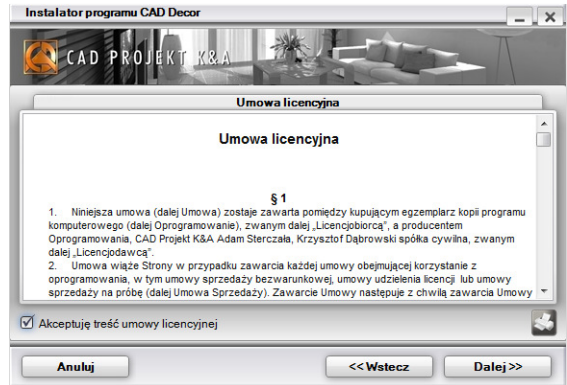 Instalator programu CAD Decor
CAD PROJEKT K&A
Umowa licencyjna
Umowa licencyjna
§ 1
1. Niniejsza umowa (dalej Umowa) zostaje zawarta pomiędzy kupującym egzemplarz kopii programu
komputerowego (dalej Oprogramowanie), zwanym dalej „Licencjobiorcą”, a producentem
Oprogramowania, CAD Projekt K&A Adam Sterczała, Krzysztof Dąbrowski spółka cywilna, zwanym
dalej „Licencjodawcą”.
2. Umowa wiąże Strony w przypadku zawarcia każdej umowy obejmującej korzystanie z
oprogramowania, w tym umowy sprzedaży bezwarunkowej, umowy udzielenia licencji lub umowy
sprzedaży na próbę (dalej Umowa Sprzedaży). Zawarcie Umowy następuje z chwilą zawarcia Umowy
Akceptuję treść umowy licencyjnej
Anuluj
<< Wstecz
Dalej >>